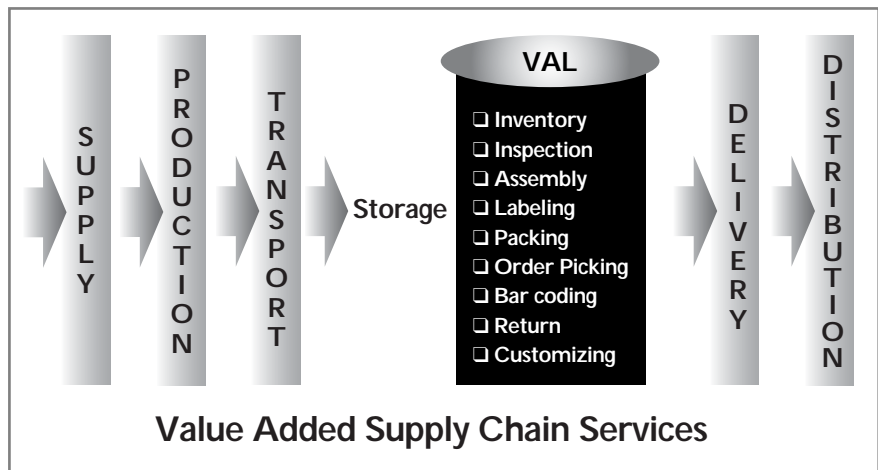 SUPPLY
PRODUCTION
TRANSPORT
Storage
VAL
❑ Inventory
❑ Inspection
❑ Assembly
❑ Labeling
❑ Packing
❑ Order Picking
❑ Bar coding
❑ Return
❑ Customizing
DELIVERY
DISTRIBUTION
Value Added Supply Chain Services